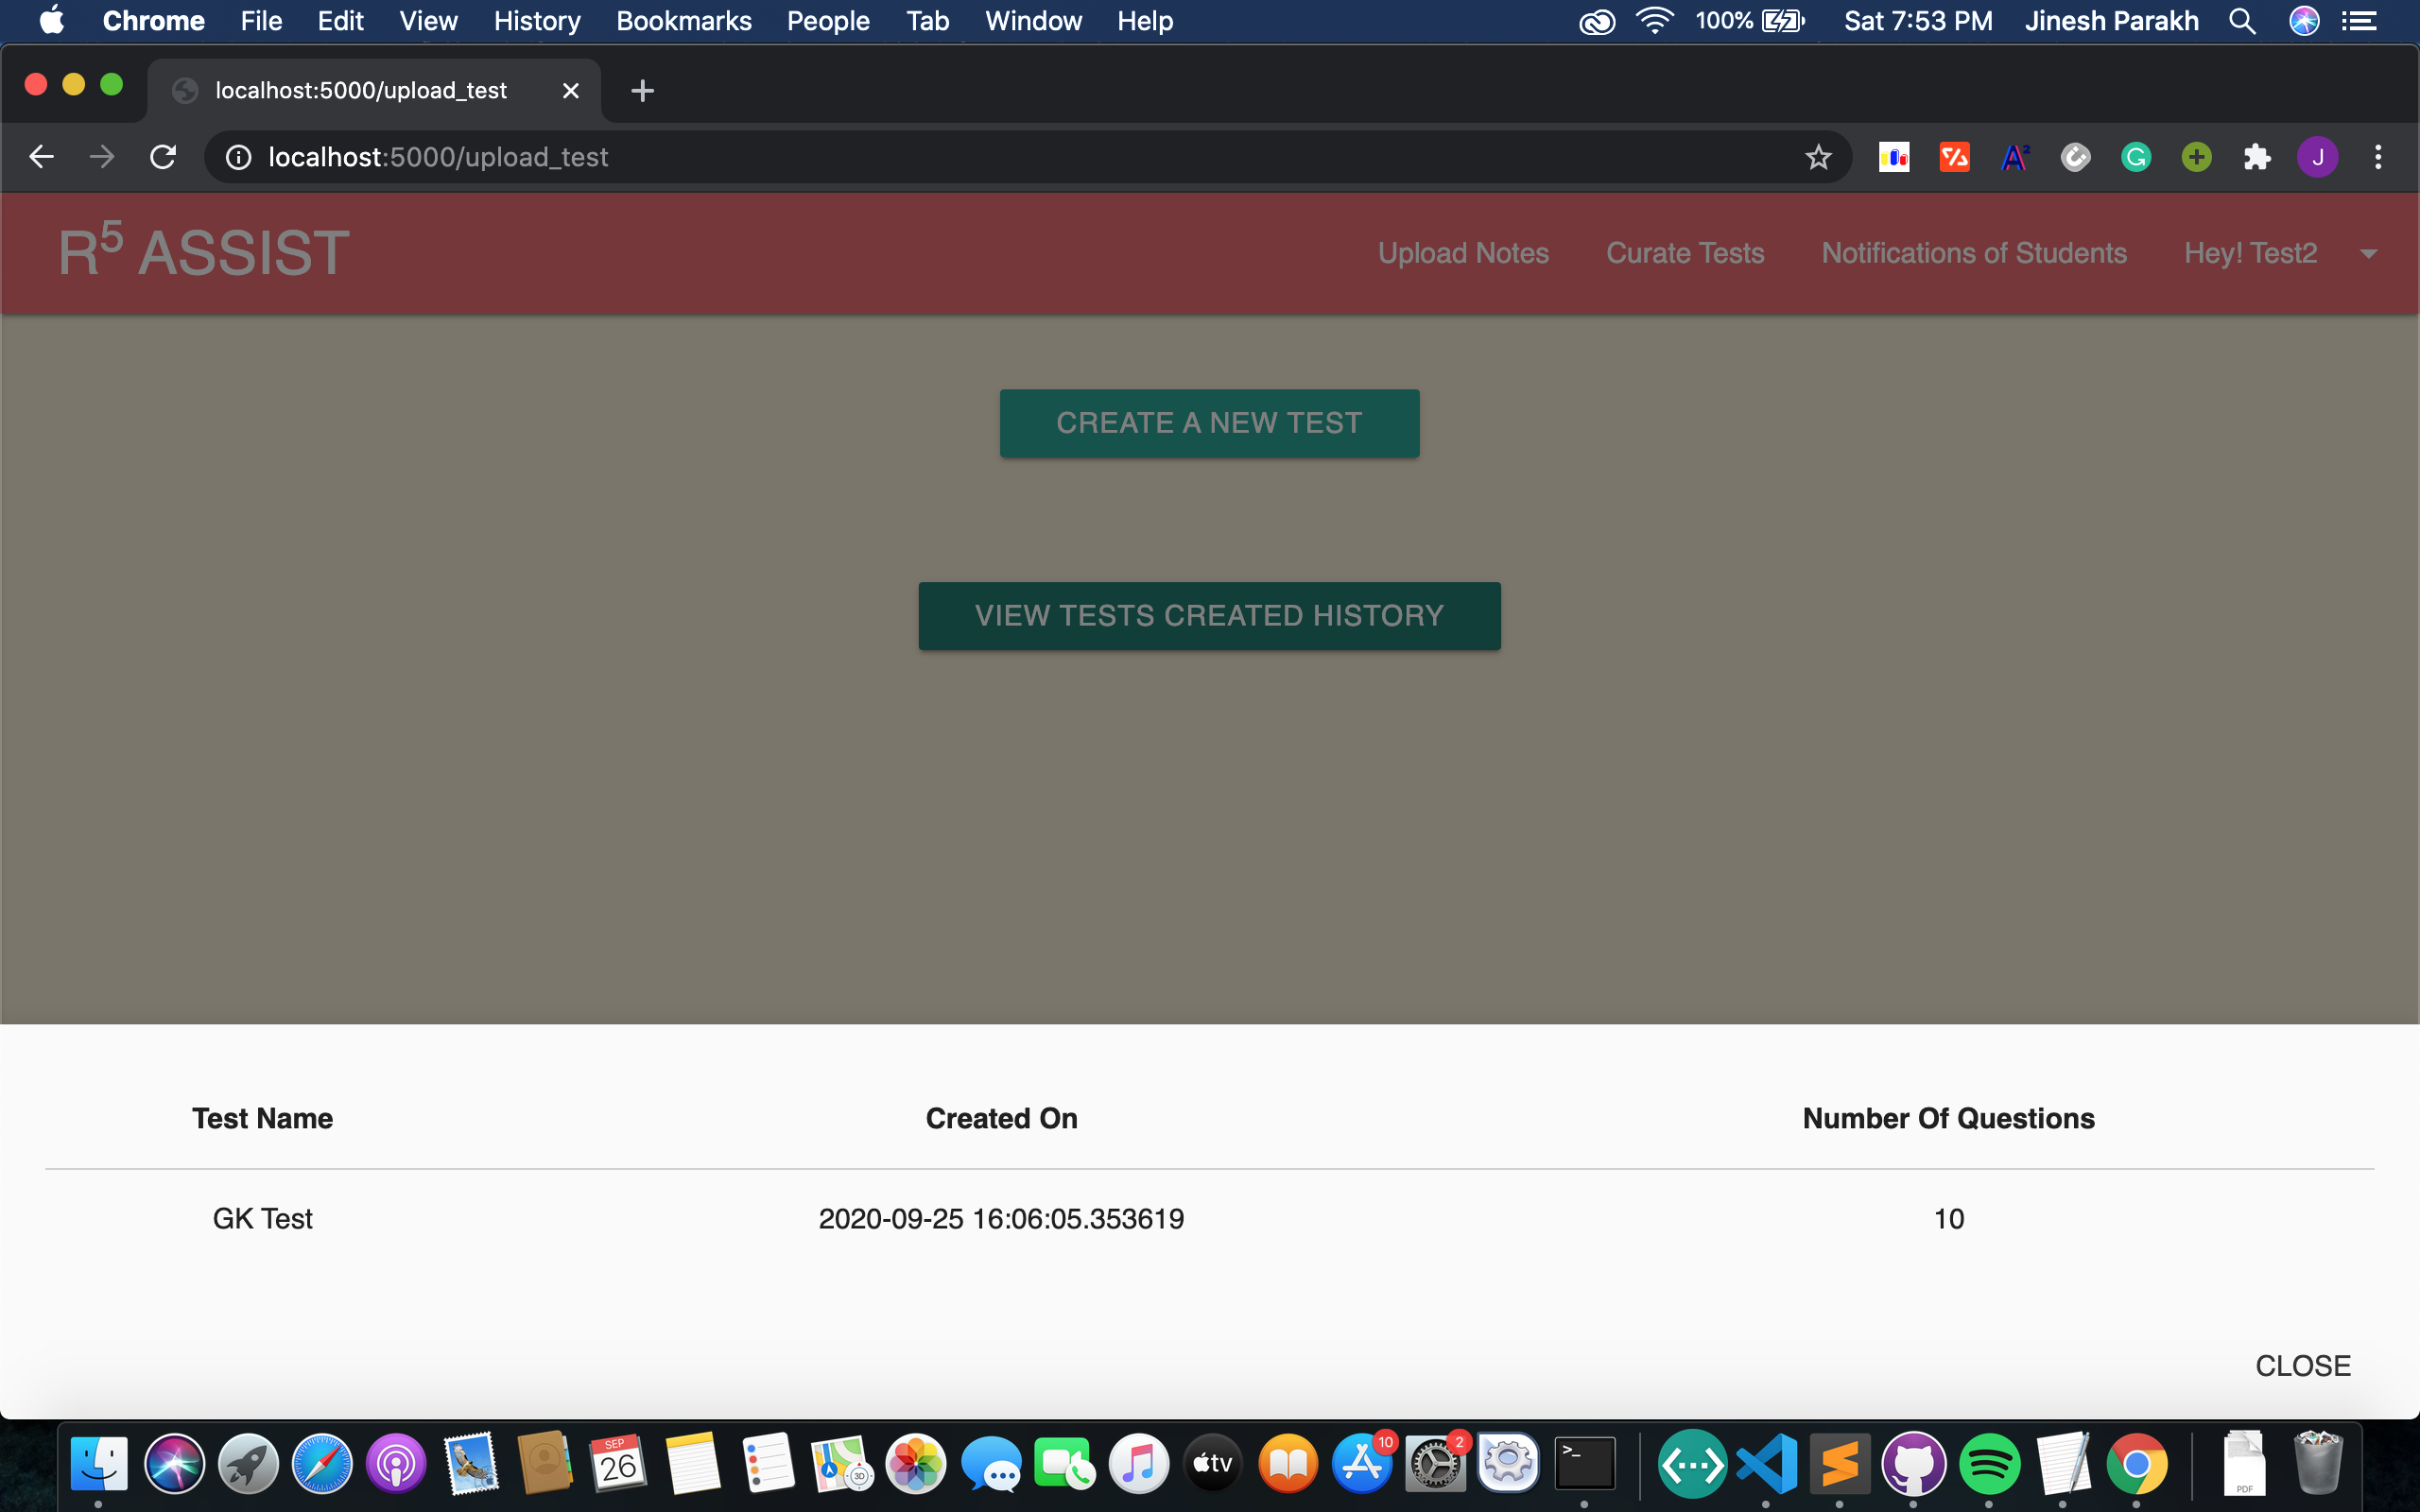 Chrome File Edit View History Bookmarks People Tab Window Help 100% Sat 7:53 PM Jinesh Parakh
localhost:5000/upload_test
localhost:5000/upload_test J
R5 ASSIST Upload Notes Curate Tests Notifications of Students Hey! Test2
CREATE A NEW TEST
VIEW TESTS CREATED HISTORY
Test Name Created On Number Of Questions
GK Test 2020-09-25 16:06:05.353619 10
CLOSE
SEP 10 2
26 3D tv >_
PDF